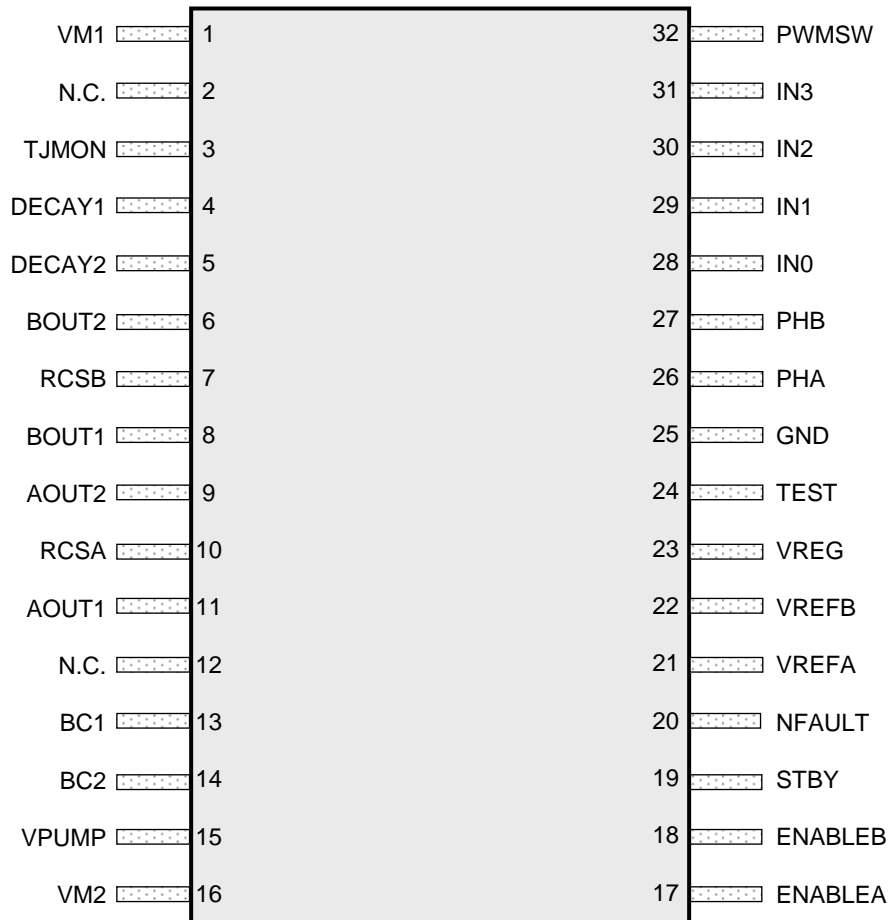 VM1 1 32 PWMSW
N.C. 2 31 IN3
TJMON 3 30 IN2
DECAY1 4 29 IN1
DECAY2 5 28 IN0
BOUT2 6 27 PHB
RCSB 7 26 PHA
BOUT1 8 25 GND
AOUT2 9 24 TEST
RCSA 10 23 VREG
AOUT1 11 22 VREFB
N.C. 12 21 VREFA
BC1 13 20 NFAULT
BC2 14 19 STBY
VPUMP 15 18 ENABLEB
VM2 16 17 ENABLEA